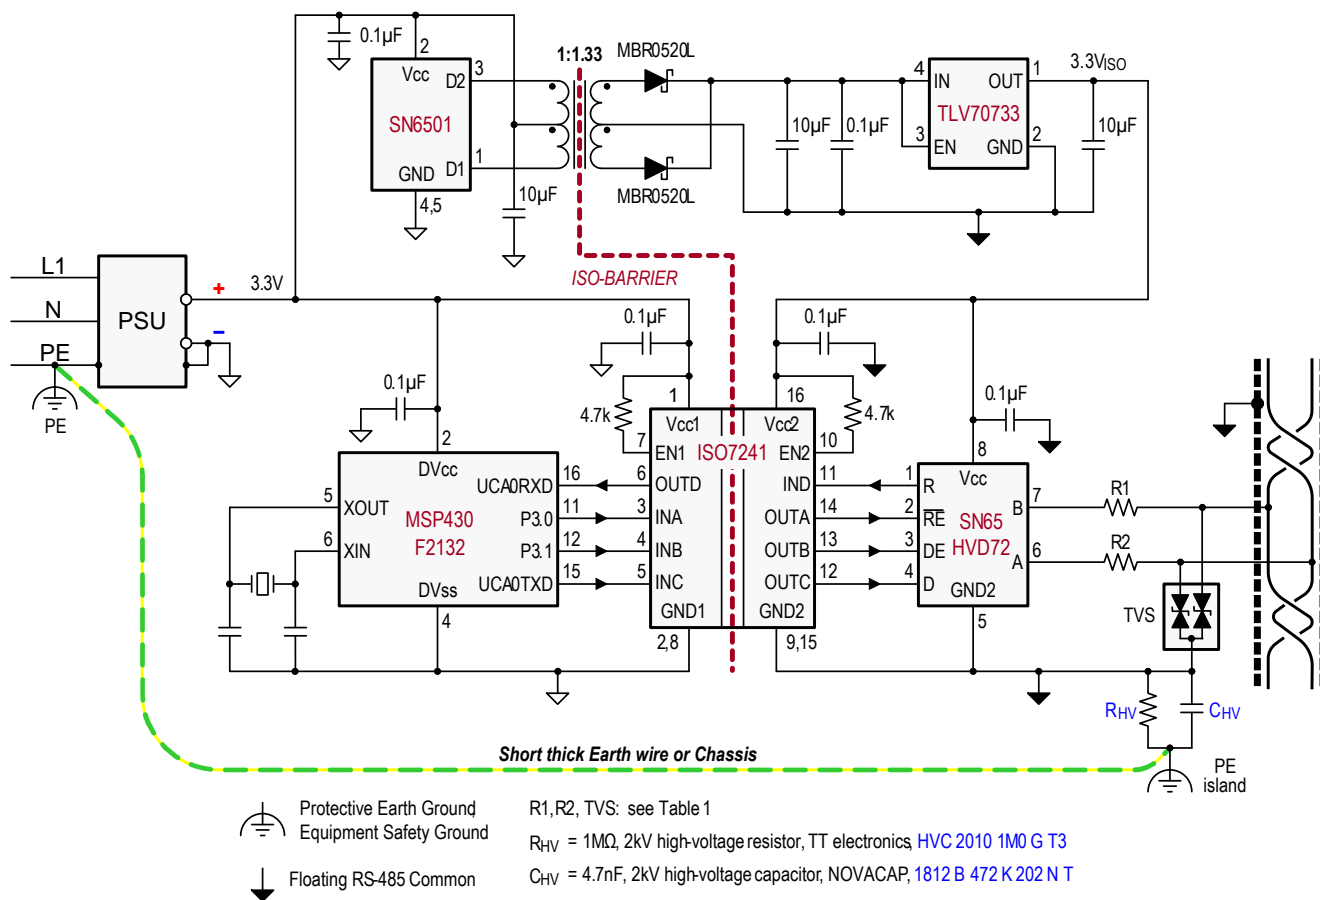 0.1µF
2
Vcc
D2
3
SN6501
D1
1
GND
4,5
10µF
1:1.33
MBR0520L
MBR0520L
10µF
0.1µF
4
IN
OUT
1
TLV70733
3
EN
GND
2
3.3VISO
10µF
ISO-BARRIER
L1
N
PE
PSU
+
−
3.3V
PE
0.1µF
2
DVcc
5
XOUT
6
XIN
MSP430
F2132
UCA0RXD
16
P3.0
11
P3.1
12
UCA0TXD
15
DVss
4
0.1µF
4.7k
1
Vcc1
7
EN1
6
OUTD
3
INA
4
INB
5
INC
GND1
2,8
ISO7241
0.1µF
4.7k
16
Vcc2
10
EN2
11
IND
14
OUTA
13
OUTB
12
OUTC
GND2
9,15
0.1µF
8
Vcc
1
R
2
RE
3
DE
4
D
SN65
HVD72
B
7
A
6
GND2
5
R1
R2
TVS
RHV
CHV
Short thick Earth wire or Chassis
PE
island
Protective Earth Ground,
Equipment Safety Ground
Floating RS-485 Common
R1,R2, TVS: see Table 1
RHV = 1MΩ, 2kV high-voltage resistor, TT electronics, HVC 2010 1M0 G T3
CHV = 4.7nF, 2kV high-voltage capacitor, NOVACAP, 1812 B 472 K 202 N T